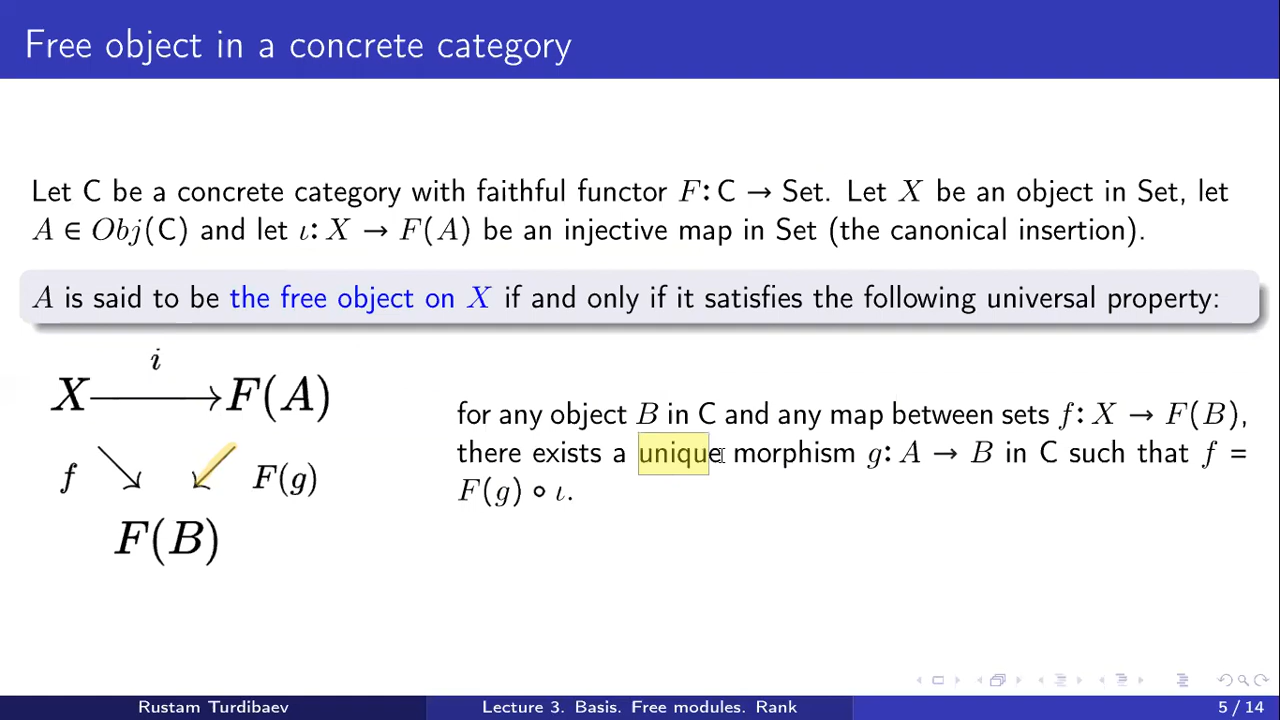 Free object in a concrete category
Let C be a concrete category with faithful functor F: C → Set. Let X be an object in Set, let
A ∈ Obj(C) and let ι: X → F(A) be an injective map in Set (the canonical insertion).
A is said to be the free object on X if and only if it satisfies the following universal property:
i
X F(A)
f F(g)
F(B)
for any object B in C and any map between sets f: X → F(B),
there exists a unique morphism g: A → B in C such that f =
F(g) ∘ ι.
Rustam Turdibaev Lecture 3. Basis. Free modules. Rank 5 / 14